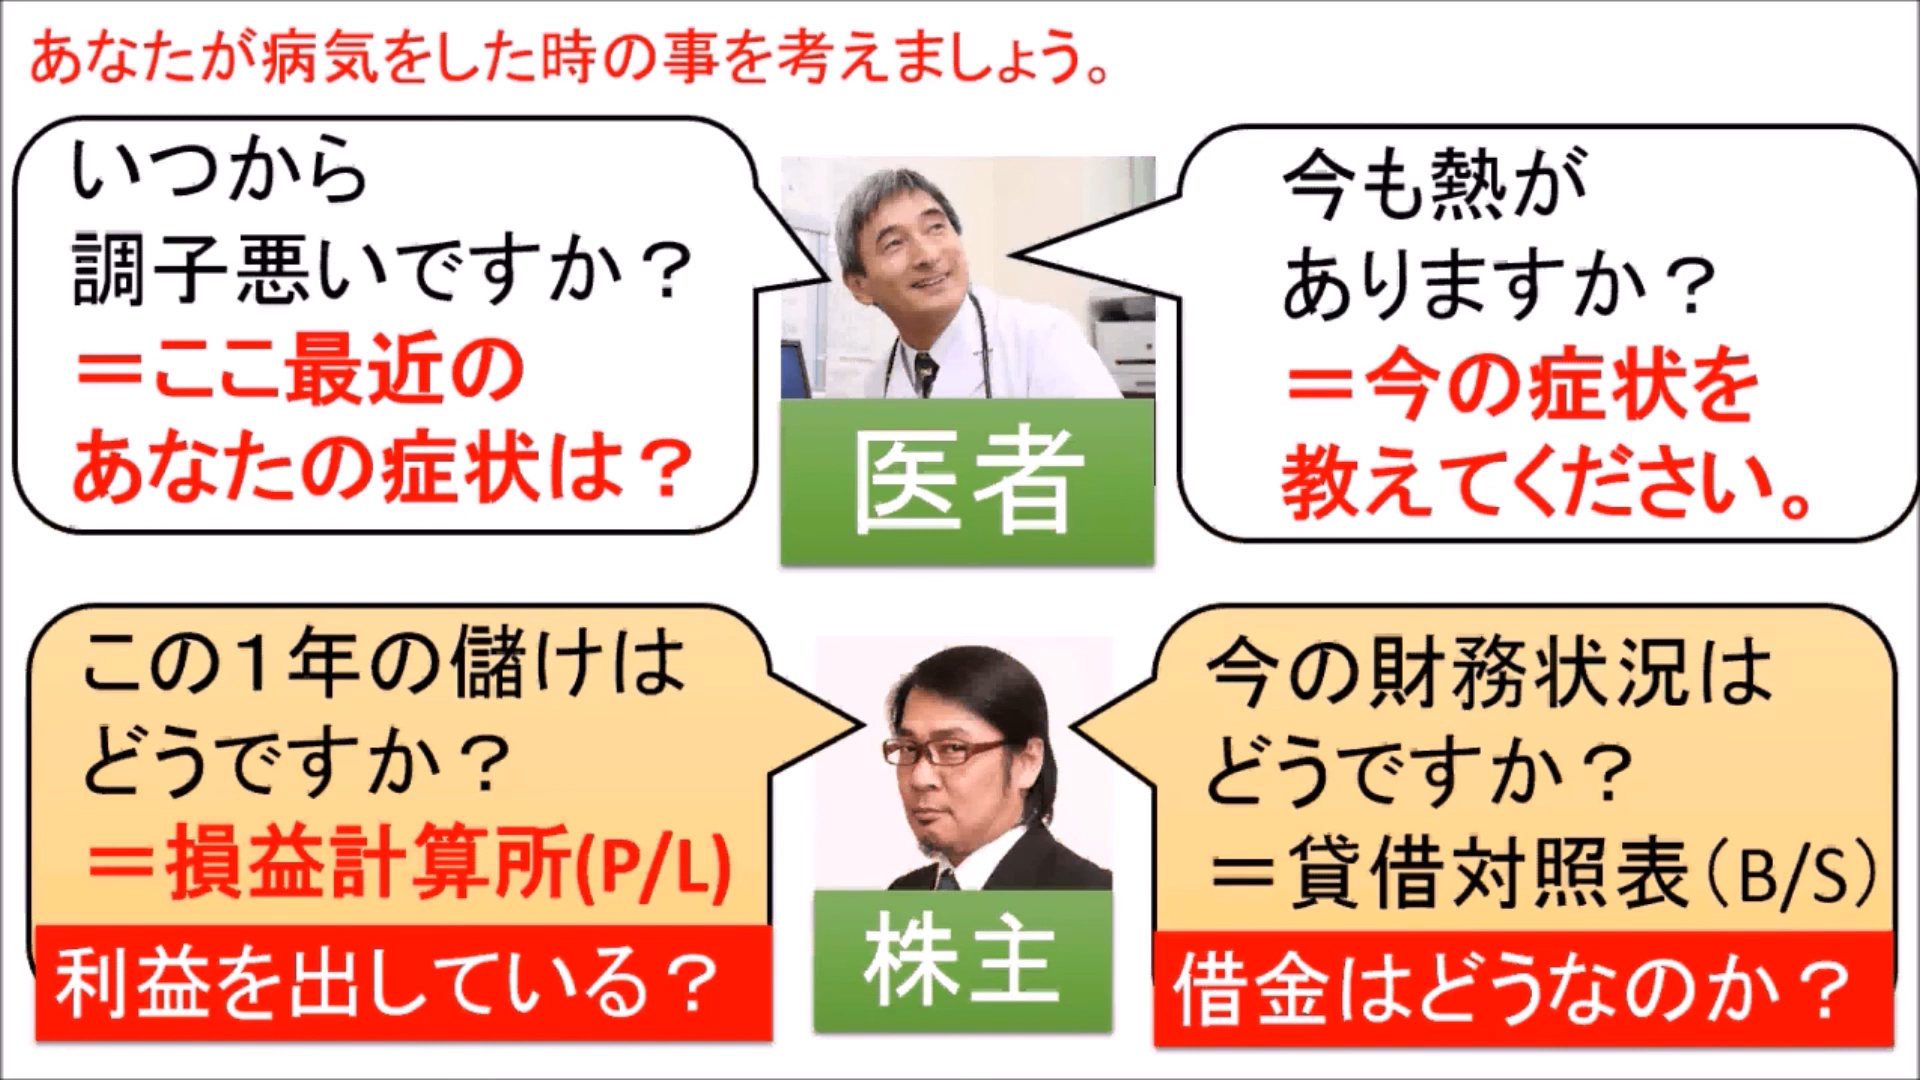 あなたが病気をした時の事を考えましょう。
いつから
調子悪いですか？
＝ここ最近の
あなたの症状は？
今も熱が
ありますか？
＝今の症状を
教えてください。
医者
この１年の儲けは
どうですか？
＝損益計算所(P/L)
利益を出している？
今の財務状況は
どうですか？
＝貸借対照表（B/S）
借金はどうなのか？
株主